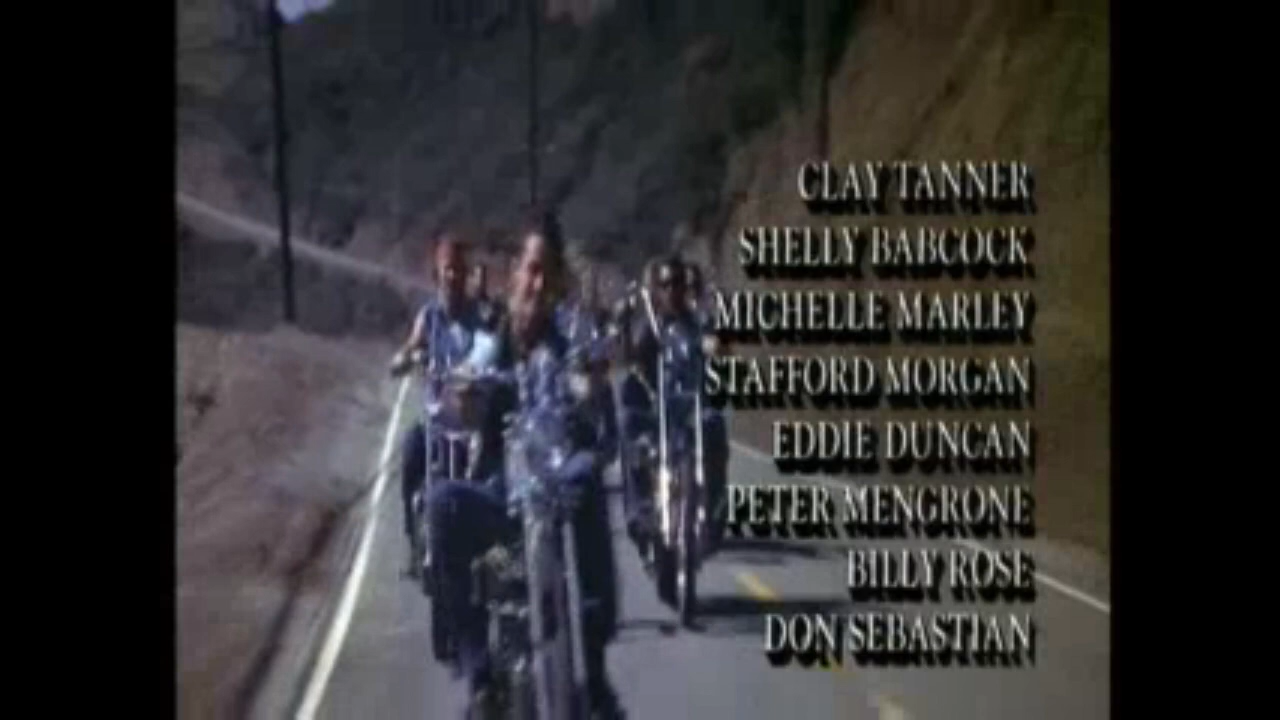 CLAY TANNER
SHELLY BABCOCK
MICHELLE MARLEY
STAFFORD MORGAN
EDDIE DUNCAN
PETER MENGRONE
BILLY ROSE
DON SEBASTIAN